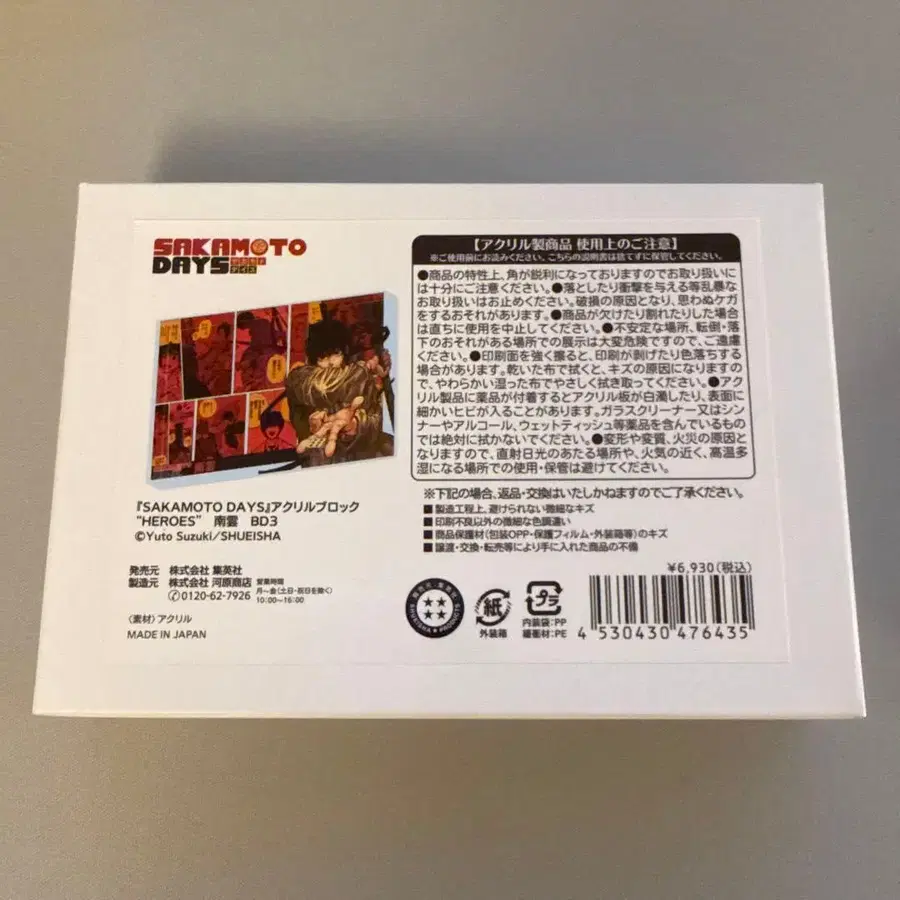 SAKAMOTO
DAYS
『SAKAMOTO DAYS』アクリルブロック
"HEROES" 南雲 BD3
©Yuto Suzuki/SHUEISHA
発売元 株式会社 集英社
製造元 株式会社 河原商店
0120-62-7926
営業時間
月〜金(土日・祝日を除く)
10:00〜16:00
〈素材〉アクリル
MADE IN JAPAN
【アクリル製商品 使用上のご注意】
※ご使用前にお読みください。こちらの説明書は捨てずに保管してください。
●商品の特性上、角が鋭利になっておりますのでお取り扱いに
は十分にご注意ください。●落としたり衝撃を与える等乱暴な
お取り扱いはお止めください。破損の原因となり、思わぬケガ
をするおそれがあります。●商品が欠けたり割れたりした場合
は直ちに使用を中止してください。●不安定な場所、転倒・落
下のおそれがある場所での展示は大変危険ですので、ご遠慮
ください。●印刷面を強く擦ると、印刷が剥げたり色落ちする
場合があります。乾いた布で拭くと、キズの原因になりますの
で、やわらかい湿った布でやさしく拭き取ってください。●アク
リル製品に薬品が付着するとアクリル板が白濁したり、表面に
細かいヒビが入ることがあります。ガラスクリーナー又はシン
ナーやアルコール、ウェットティッシュ等薬品を含んでいるもの
では絶対に拭かないでください。●変形や変質、火災の原因と
なりますので、直射日光のあたる場所や、火気の近く、高温多
湿になる場所での使用・保管は避けてください。
※下記の場合、返品・交換はいたしかねますのでご了承ください。
■製造工程上、避けられない微細なキズ
■印刷不良以外の微細な色調違い
■商品保護材(包装OPP・保護フィルム・外装箱等)のキズ
■譲渡・交換・転売等により手に入れた商品の不備
¥6,930(税込)
紙
外装箱
プラ
内装袋:PP
緩衝材:PE
4 530430 476435